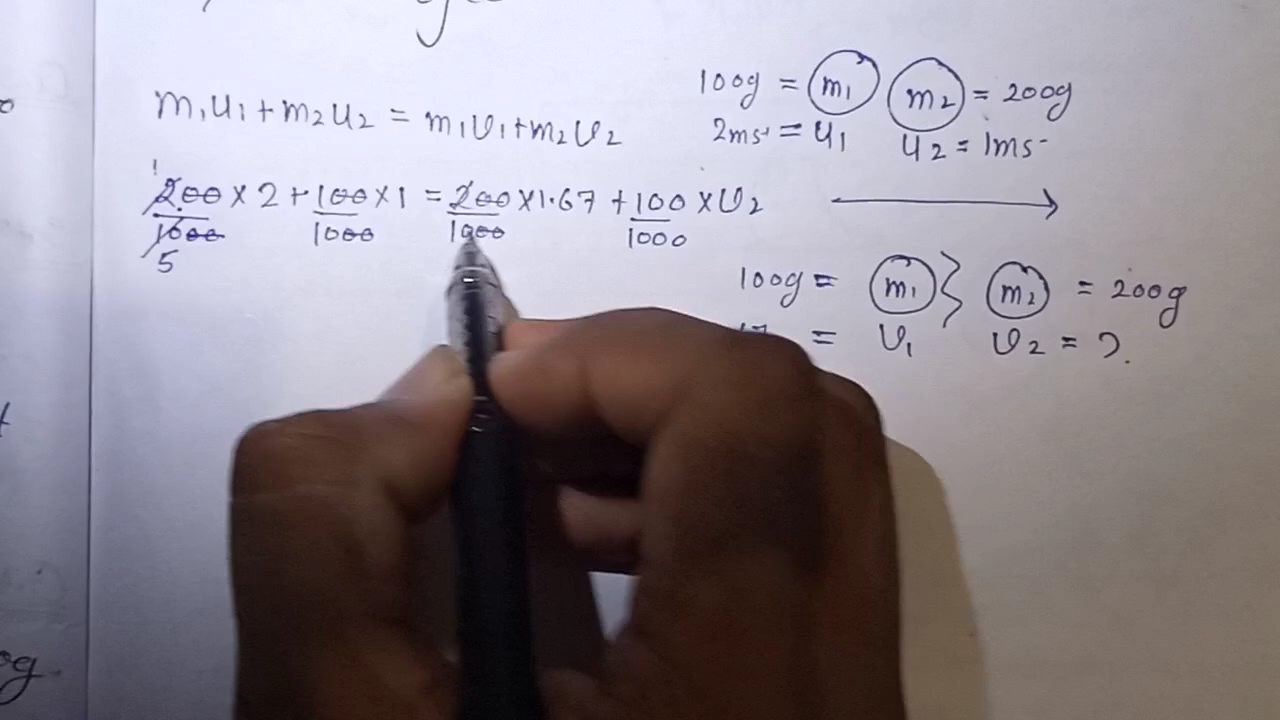 m₁u₁+m₂u₂ = m₁v₁+m₂v₂
200/1000 × 2 + 100/1000 × 1 = 200/1000 × 1.67 + 100/1000 × v₂
1
5
100g = m₁ m₂ = 200g
2ms⁻¹ = u₁ u₂ = 1ms⁻
100g = m₁ m₂ = 200g
= v₁ v₂ = ?.